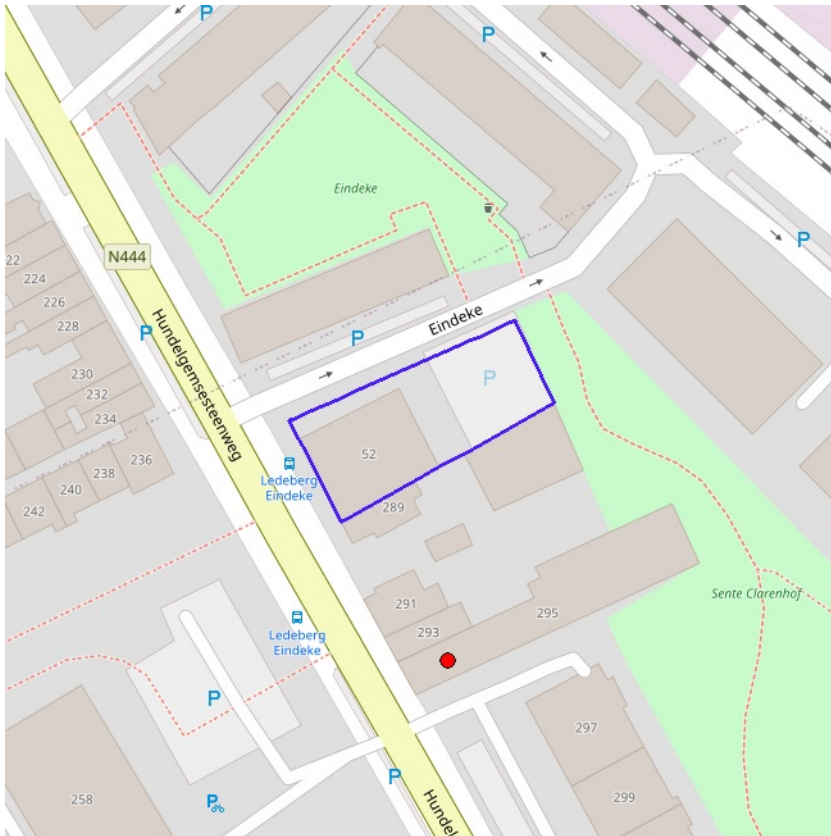 P
P
Eindeke
P
N444
22
224
226
228
P
Hundelgemsesteenweg
P
Eindeke
230
232
234
P
236
238
240
242
52
Ledeberg
Eindeke
289
291
293
295
Sente Clarenhof
Ledeberg
Eindeke
P
297
P
258
P
299
Hundel